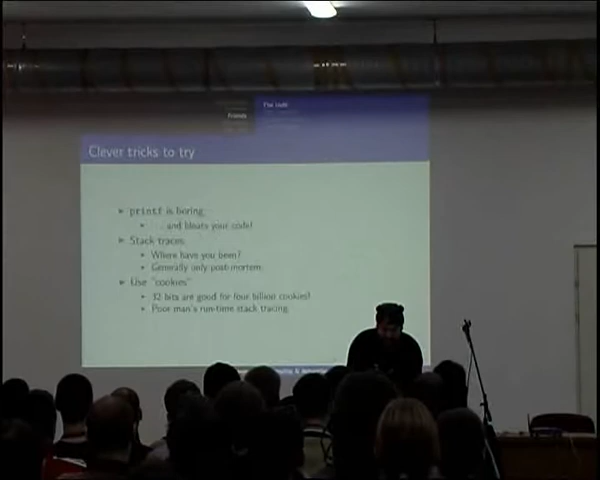 Friends
Clever tricks to try
▸ printf is boring
▸ ... and bloats your code!
▸ Stack traces
▸ Where have you been?
▸ Generally only post-mortem
▸ Use "cookies"
▸ 32 bits are good for four billion cookies!
▸ Poor man's run-time stack tracing